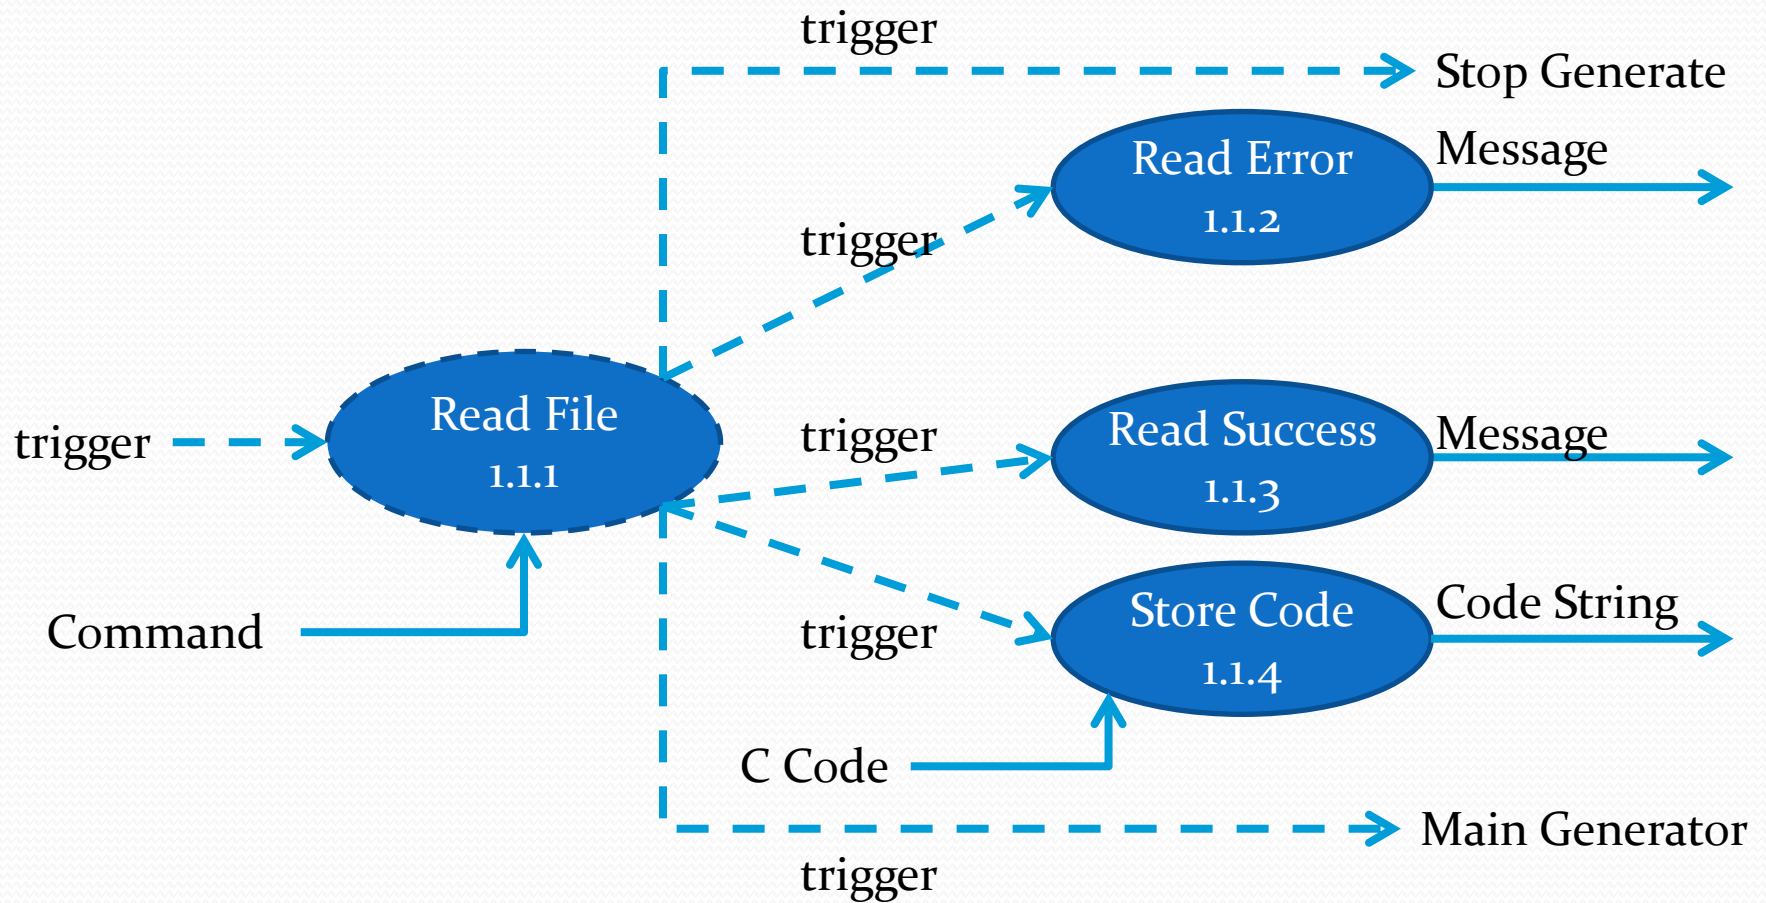 trigger
Stop Generate
Read Error
1.1.2
Message
trigger
Read File
1.1.1
trigger
trigger
Read Success
1.1.3
Message
Command
trigger
Store Code
1.1.4
Code String
C Code
Main Generator
trigger